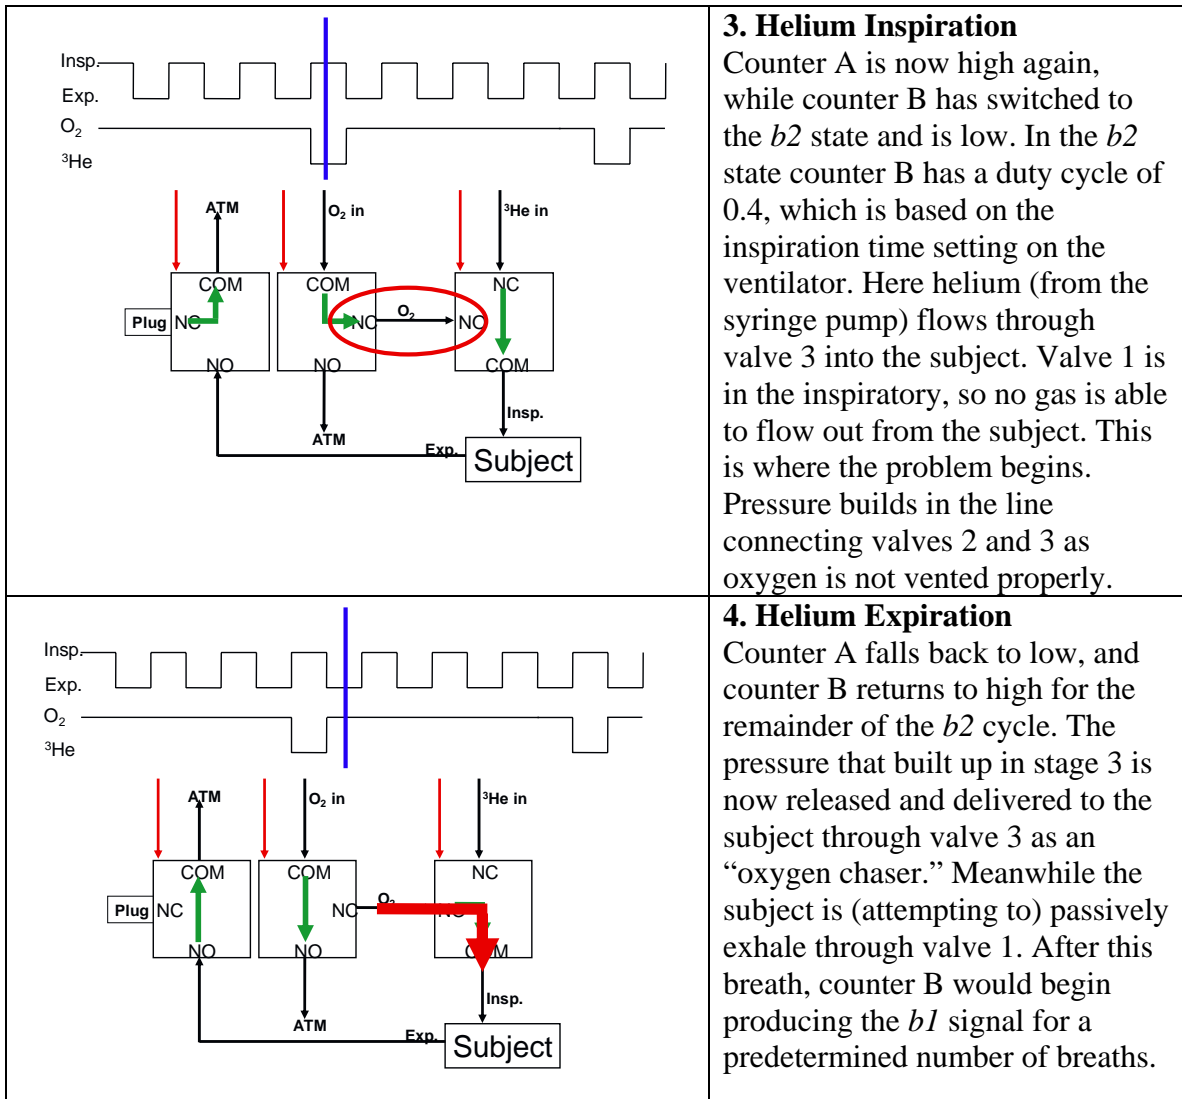 Insp.
Exp.
O2
3He
ATM
O2 in
3He in
COM
COM
NC
Plug
NC
NC
O2
NC
NO
NO
COM
Insp.
ATM
Exp.
Subject
3. Helium Inspiration
Counter A is now high again,
while counter B has switched to
the b2 state and is low. In the b2
state counter B has a duty cycle of
0.4, which is based on the
inspiration time setting on the
ventilator. Here helium (from the
syringe pump) flows through
valve 3 into the subject. Valve 1 is
in the inspiratory, so no gas is able
to flow out from the subject. This
is where the problem begins.
Pressure builds in the line
connecting valves 2 and 3 as
oxygen is not vented properly.
Insp.
Exp.
O2
3He
ATM
O2 in
3He in
COM
COM
NC
Plug
NC
NC
O2
NO
NO
COM
Insp.
ATM
Exp.
Subject
4. Helium Expiration
Counter A falls back to low, and
counter B returns to high for the
remainder of the b2 cycle. The
pressure that built up in stage 3 is
now released and delivered to the
subject through valve 3 as an
“oxygen chaser.” Meanwhile the
subject is (attempting to) passively
exhale through valve 1. After this
breath, counter B would begin
producing the b1 signal for a
predetermined number of breaths.